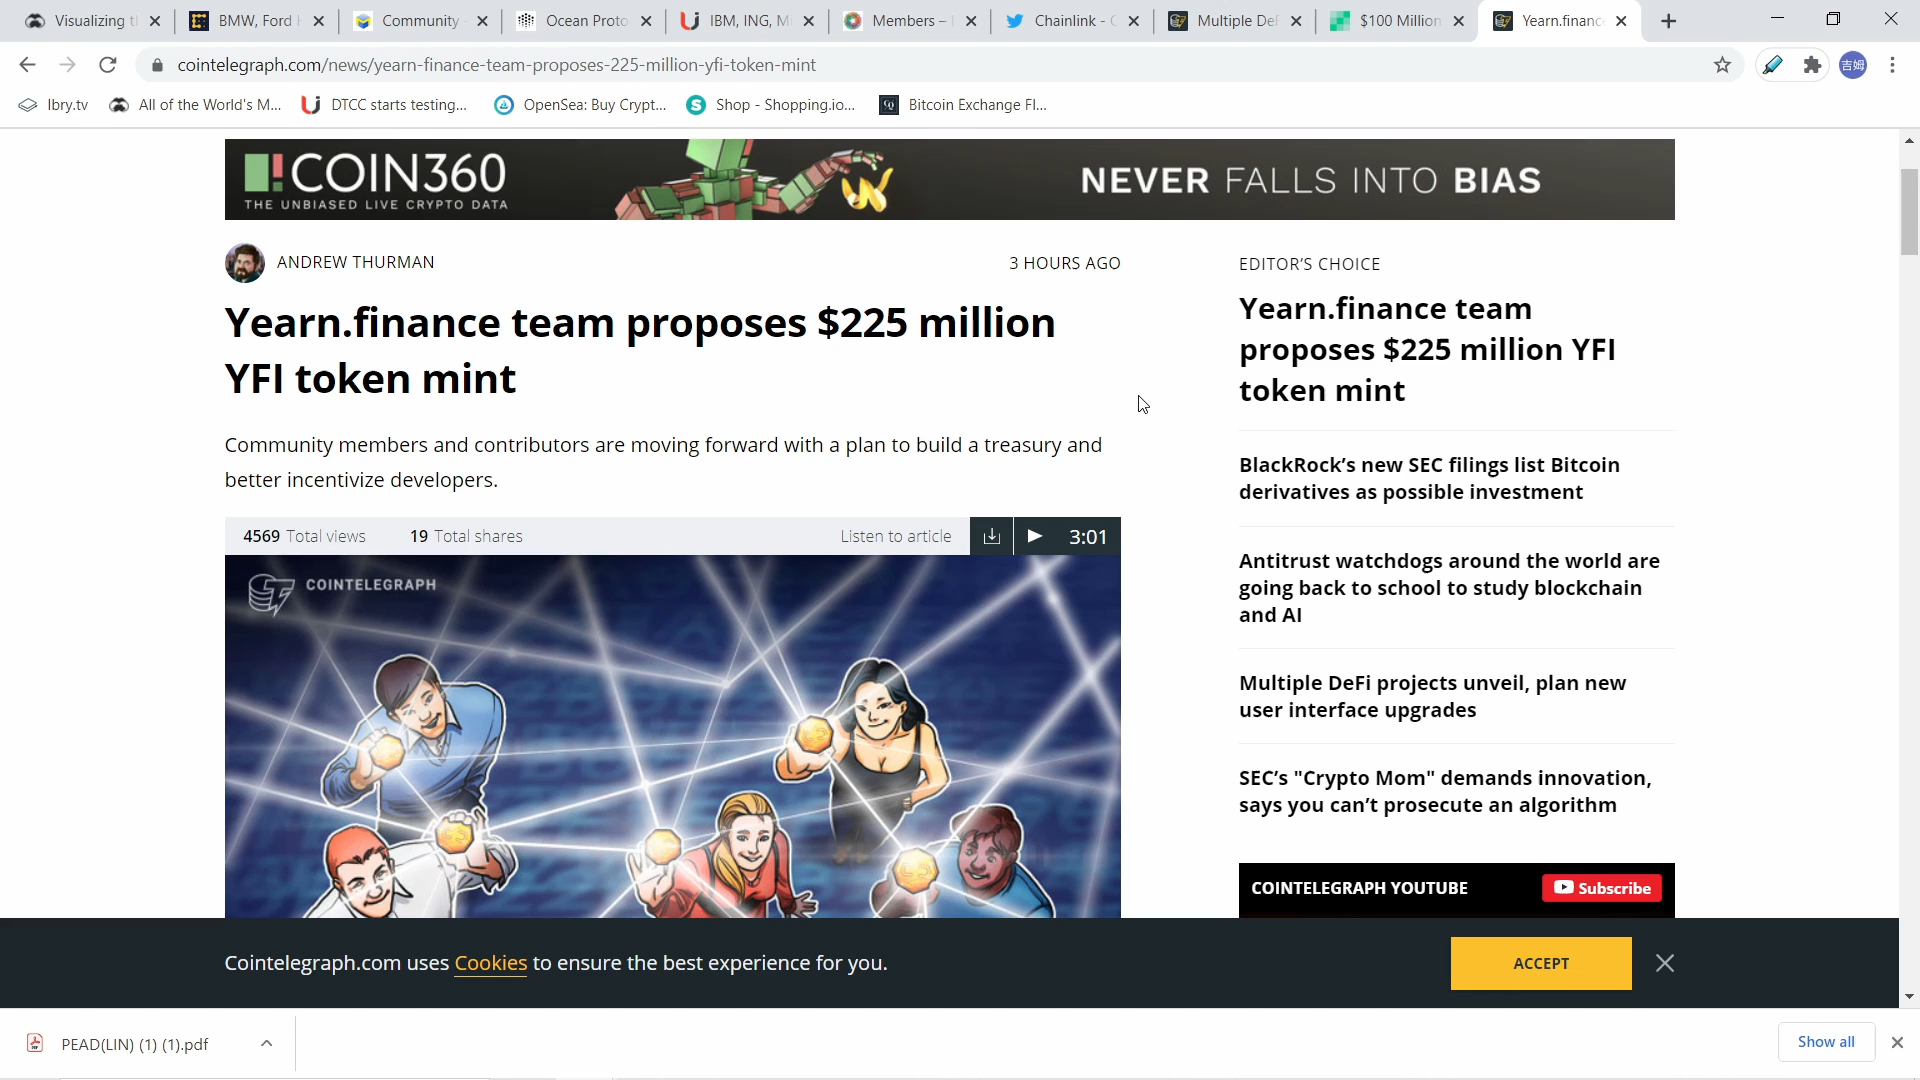 Visualizing t
BMW, Ford
Community
Ocean Proto
IBM, ING, M
Members –
Chainlink -
Multiple DeF
$100 Million
Yearn.financ
cointelegraph.com/news/yearn-finance-team-proposes-225-million-yfi-token-mint
吉姆
lbry.tv
All of the World's M...
DTCC starts testing...
OpenSea: Buy Crypt...
Shop - Shopping.io...
Bitcoin Exchange Fl...
COIN360
THE UNBIASED LIVE CRYPTO DATA
NEVER FALLS INTO BIAS
ANDREW THURMAN
3 HOURS AGO
Yearn.finance team proposes $225 million
YFI token mint
Community members and contributors are moving forward with a plan to build a treasury and
better incentivize developers.
4569 Total views
19 Total shares
Listen to article
3:01
COINTELEGRAPH
EDITOR'S CHOICE
Yearn.finance team
proposes $225 million YFI
token mint
BlackRock's new SEC filings list Bitcoin
derivatives as possible investment
Antitrust watchdogs around the world are
going back to school to study blockchain
and AI
Multiple DeFi projects unveil, plan new
user interface upgrades
SEC's "Crypto Mom" demands innovation,
says you can't prosecute an algorithm
COINTELEGRAPH YOUTUBE
Subscribe
Cointelegraph.com uses Cookies to ensure the best experience for you.
ACCEPT
PEAD(LIN) (1) (1).pdf
Show all